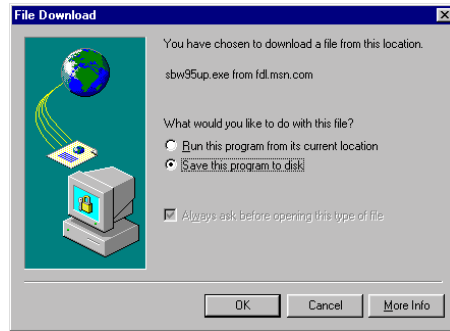 File Download
You have chosen to download a file from this location.
sbw95up.exe from fdl.msn.com
What would you like to do with this file?
Run this program from its current location
Save this program to disk
Always ask before opening this type of file
OK Cancel More Info